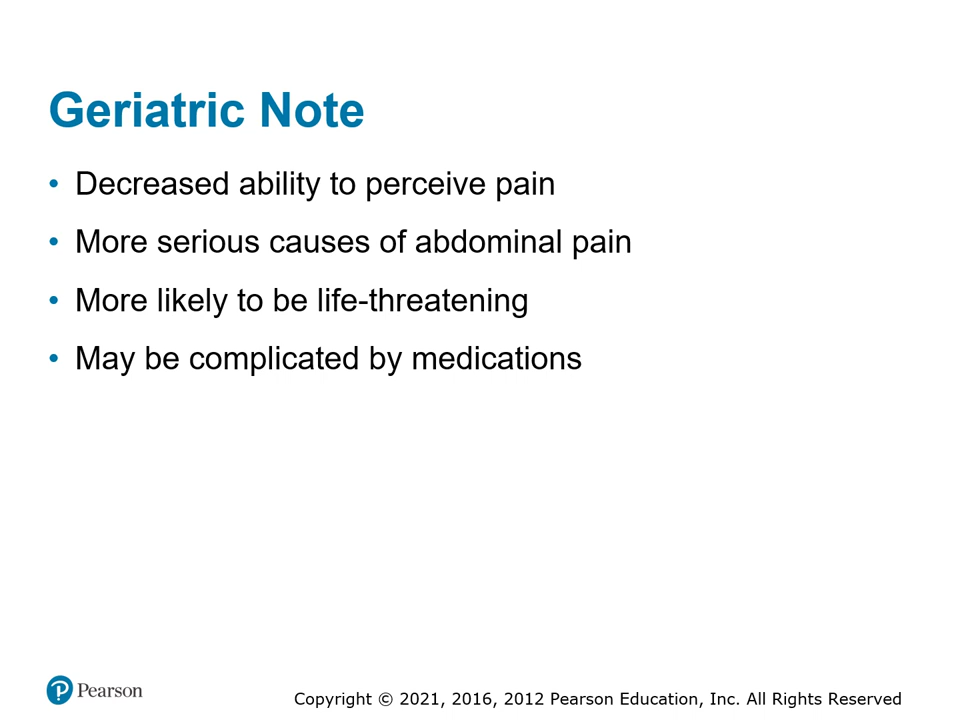 Geriatric Note
• Decreased ability to perceive pain
• More serious causes of abdominal pain
• More likely to be life-threatening
• May be complicated by medications
Pearson
Copyright © 2021, 2016, 2012 Pearson Education, Inc. All Rights Reserved